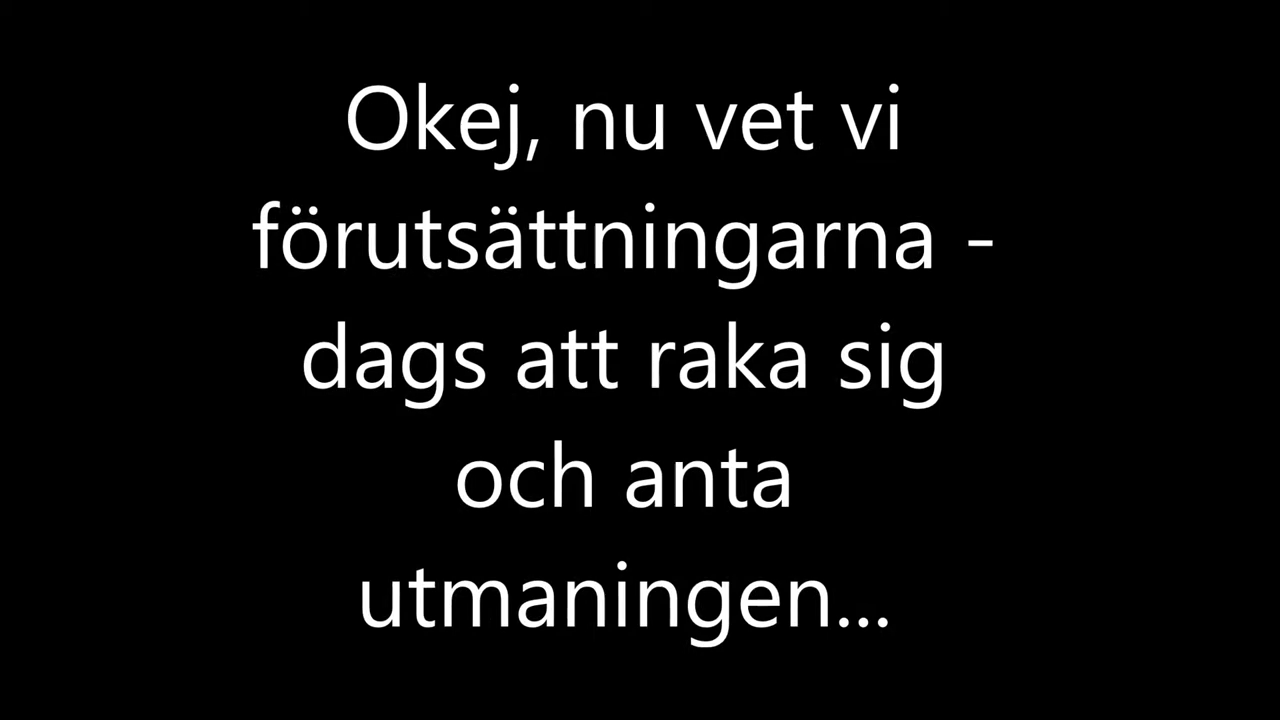 Okej, nu vet vi
förutsättningarna -
dags att raka sig
och anta
utmaningen...